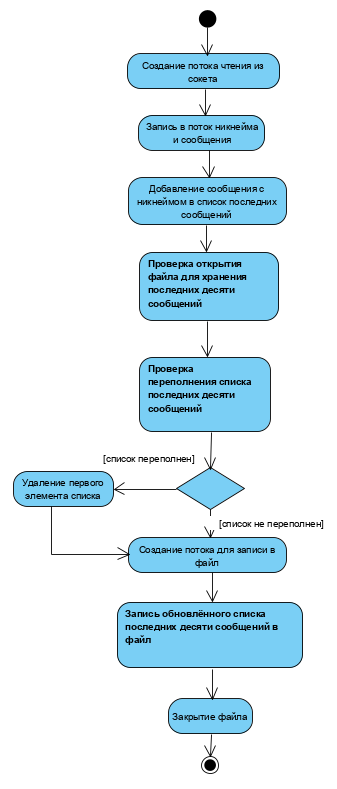 Создание потока чтения из
сокета
Запись в поток никнейма
и сообщения
Добавление сообщения с
никнеймом в список последних
сообщений
Проверка открытия
файла для хранения
последних десяти
сообщений
Проверка
переполнения списка
последних десяти
сообщений
[список переполнен]
Удаление первого
элемента списка
[список не переполнен]
Создание потока для записи в
файл
Запись обновлённого списка
последних десяти сообщений в
файл
Закрытие файла